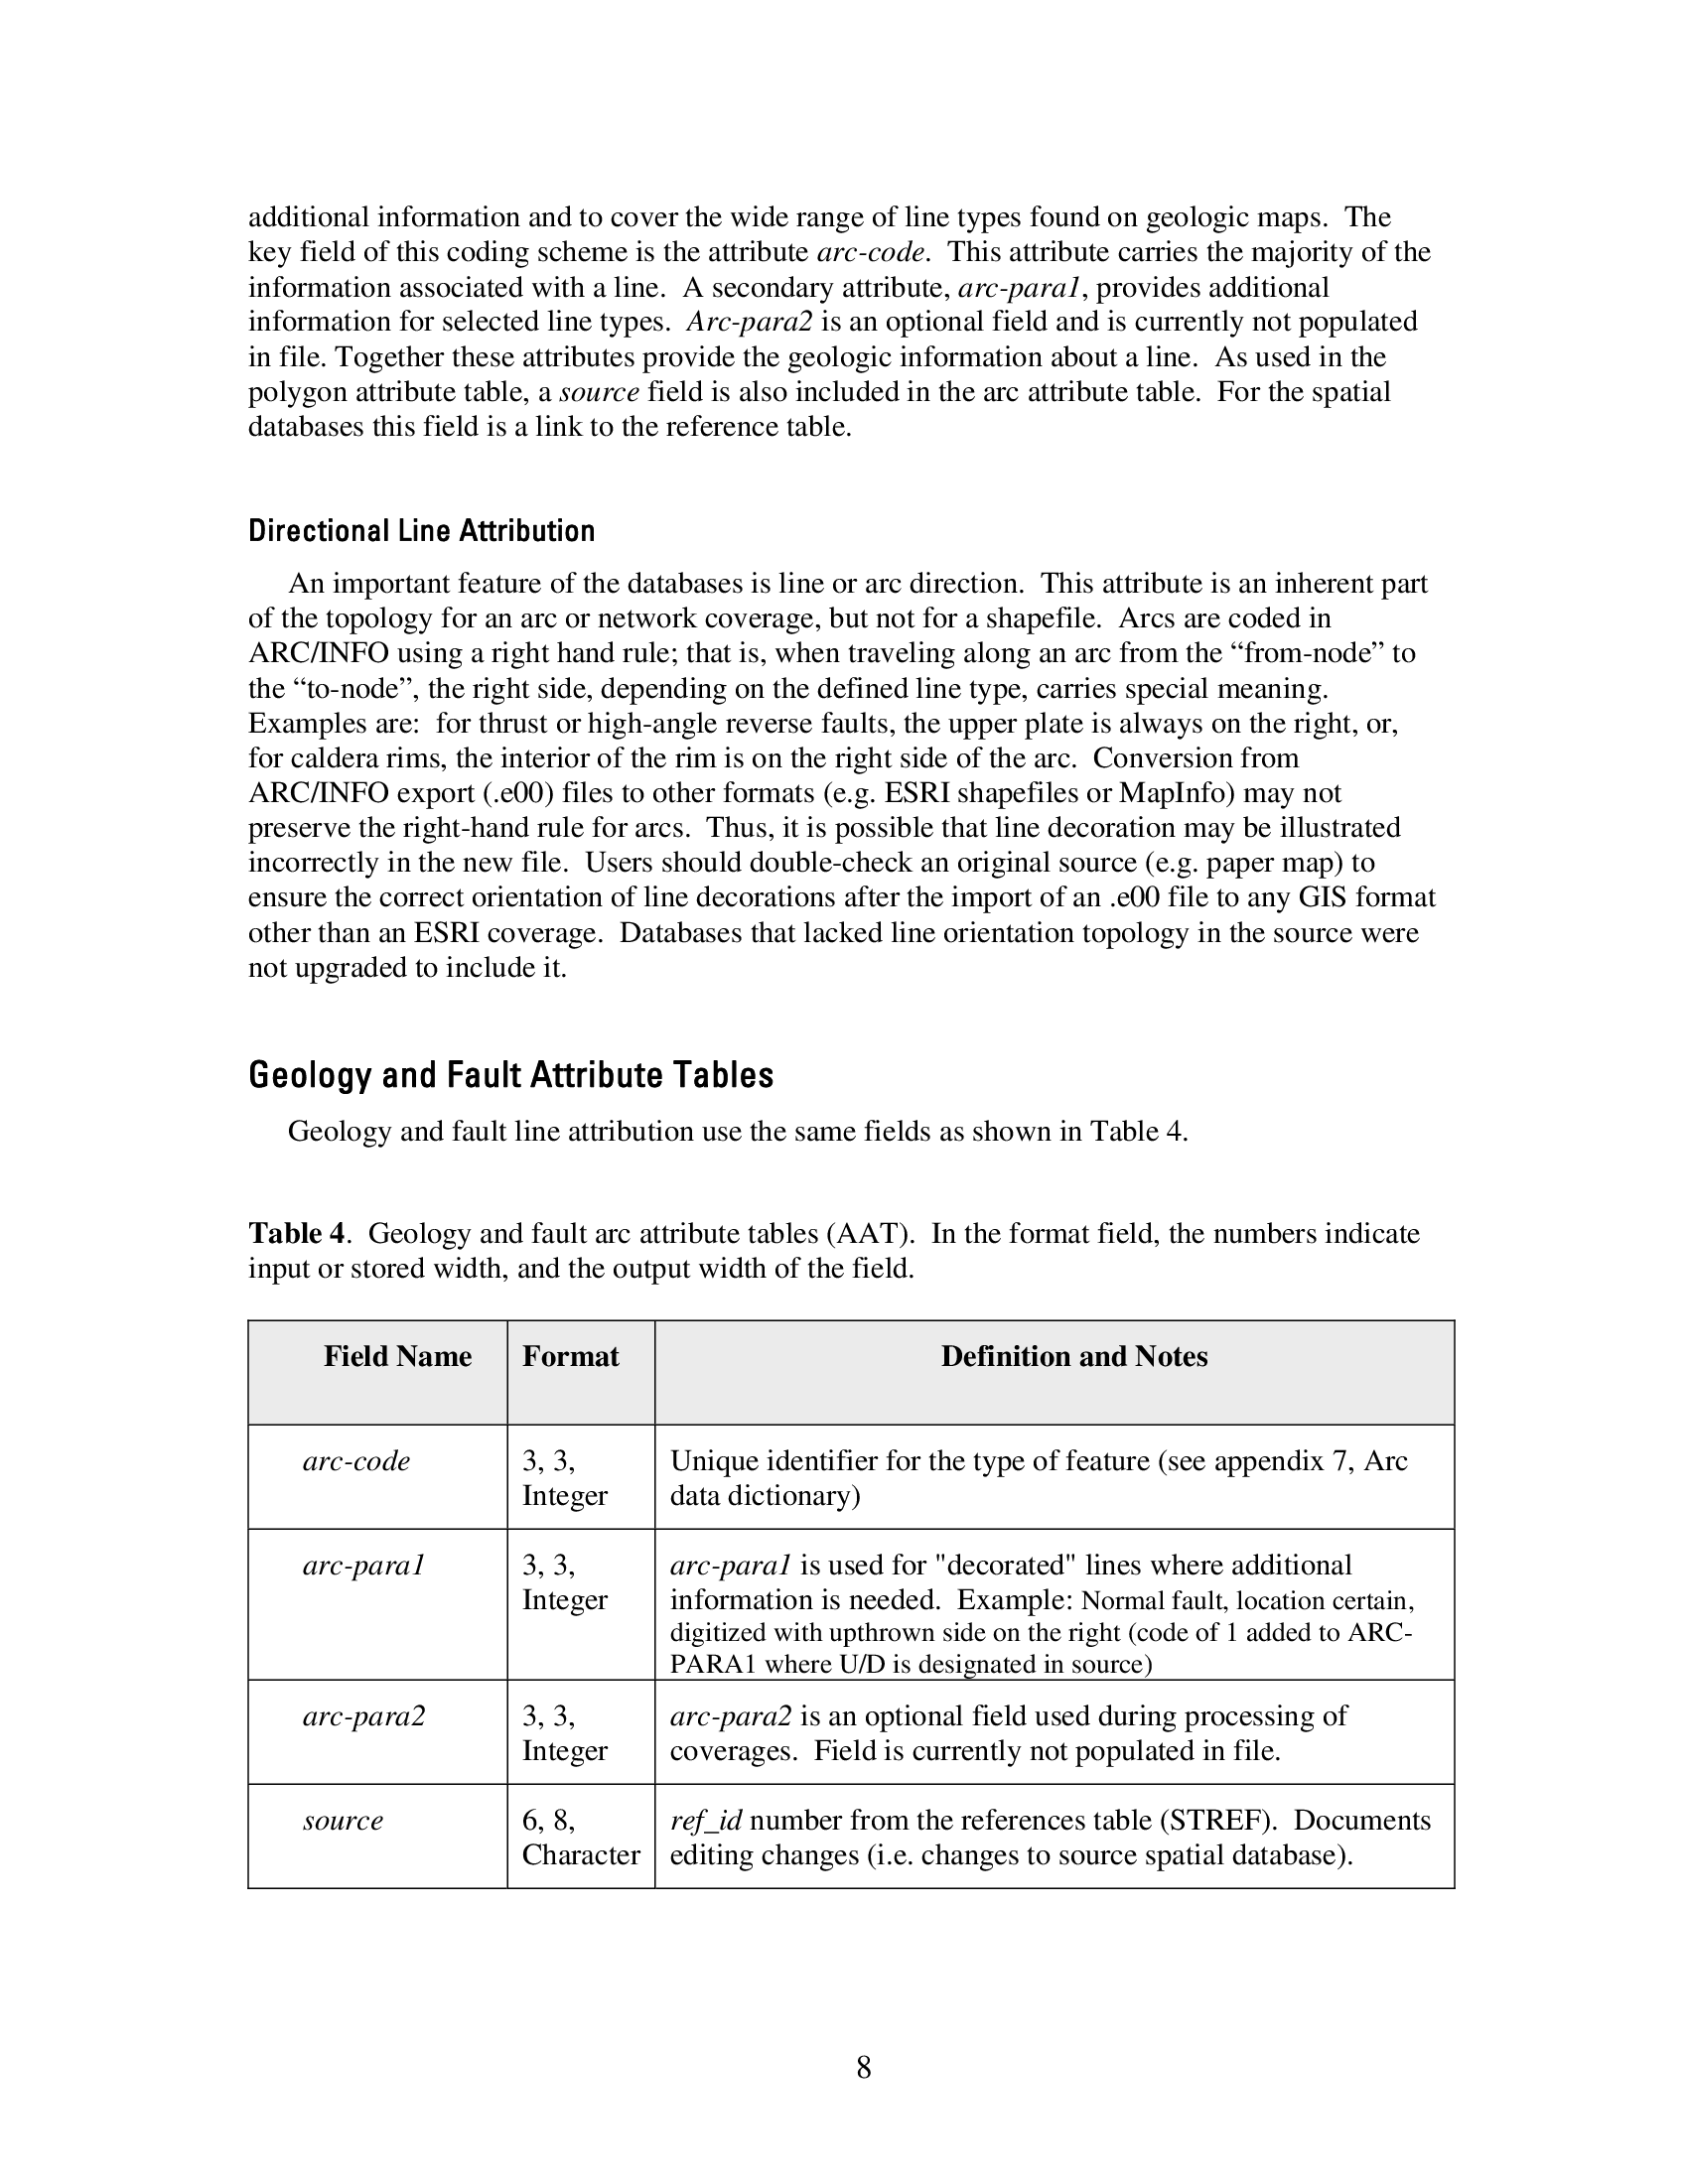 additional information and to cover the wide range of line types found on geologic maps.  The
key field of this coding scheme is the attribute arc-code.  This attribute carries the majority of the
information associated with a line.  A secondary attribute, arc-para1, provides additional
information for selected line types.  Arc-para2 is an optional field and is currently not populated
in file. Together these attributes provide the geologic information about a line.  As used in the
polygon attribute table, a source field is also included in the arc attribute table.  For the spatial
databases this field is a link to the reference table.
Directional Line Attribution
An important feature of the databases is line or arc direction.  This attribute is an inherent part
of the topology for an arc or network coverage, but not for a shapefile.  Arcs are coded in
ARC/INFO using a right hand rule; that is, when traveling along an arc from the “from-node” to
the “to-node”, the right side, depending on the defined line type, carries special meaning.
Examples are:  for thrust or high-angle reverse faults, the upper plate is always on the right, or,
for caldera rims, the interior of the rim is on the right side of the arc.  Conversion from
ARC/INFO export (.e00) files to other formats (e.g. ESRI shapefiles or MapInfo) may not
preserve the right-hand rule for arcs.  Thus, it is possible that line decoration may be illustrated
incorrectly in the new file.  Users should double-check an original source (e.g. paper map) to
ensure the correct orientation of line decorations after the import of an .e00 file to any GIS format
other than an ESRI coverage.  Databases that lacked line orientation topology in the source were
not upgraded to include it.
Geology and Fault Attribute Tables
Geology and fault line attribution use the same fields as shown in Table 4.
Table 4.  Geology and fault arc attribute tables (AAT).  In the format field, the numbers indicate
input or stored width, and the output width of the field.
Field Name Format Definition and Notes
arc-code 3, 3, Unique identifier for the type of feature (see appendix 7, Arc
Integer data dictionary)
arc-para1 3, 3, arc-para1 is used for "decorated" lines where additional
Integer information is needed.  Example: Normal fault, location certain,
digitized with upthrown side on the right (code of 1 added to ARC-
PARA1 where U/D is designated in source)
arc-para2 3, 3, arc-para2 is an optional field used during processing of
Integer coverages.  Field is currently not populated in file.
source 6, 8, ref_id number from the references table (STREF).  Documents
Character editing changes (i.e. changes to source spatial database).
8